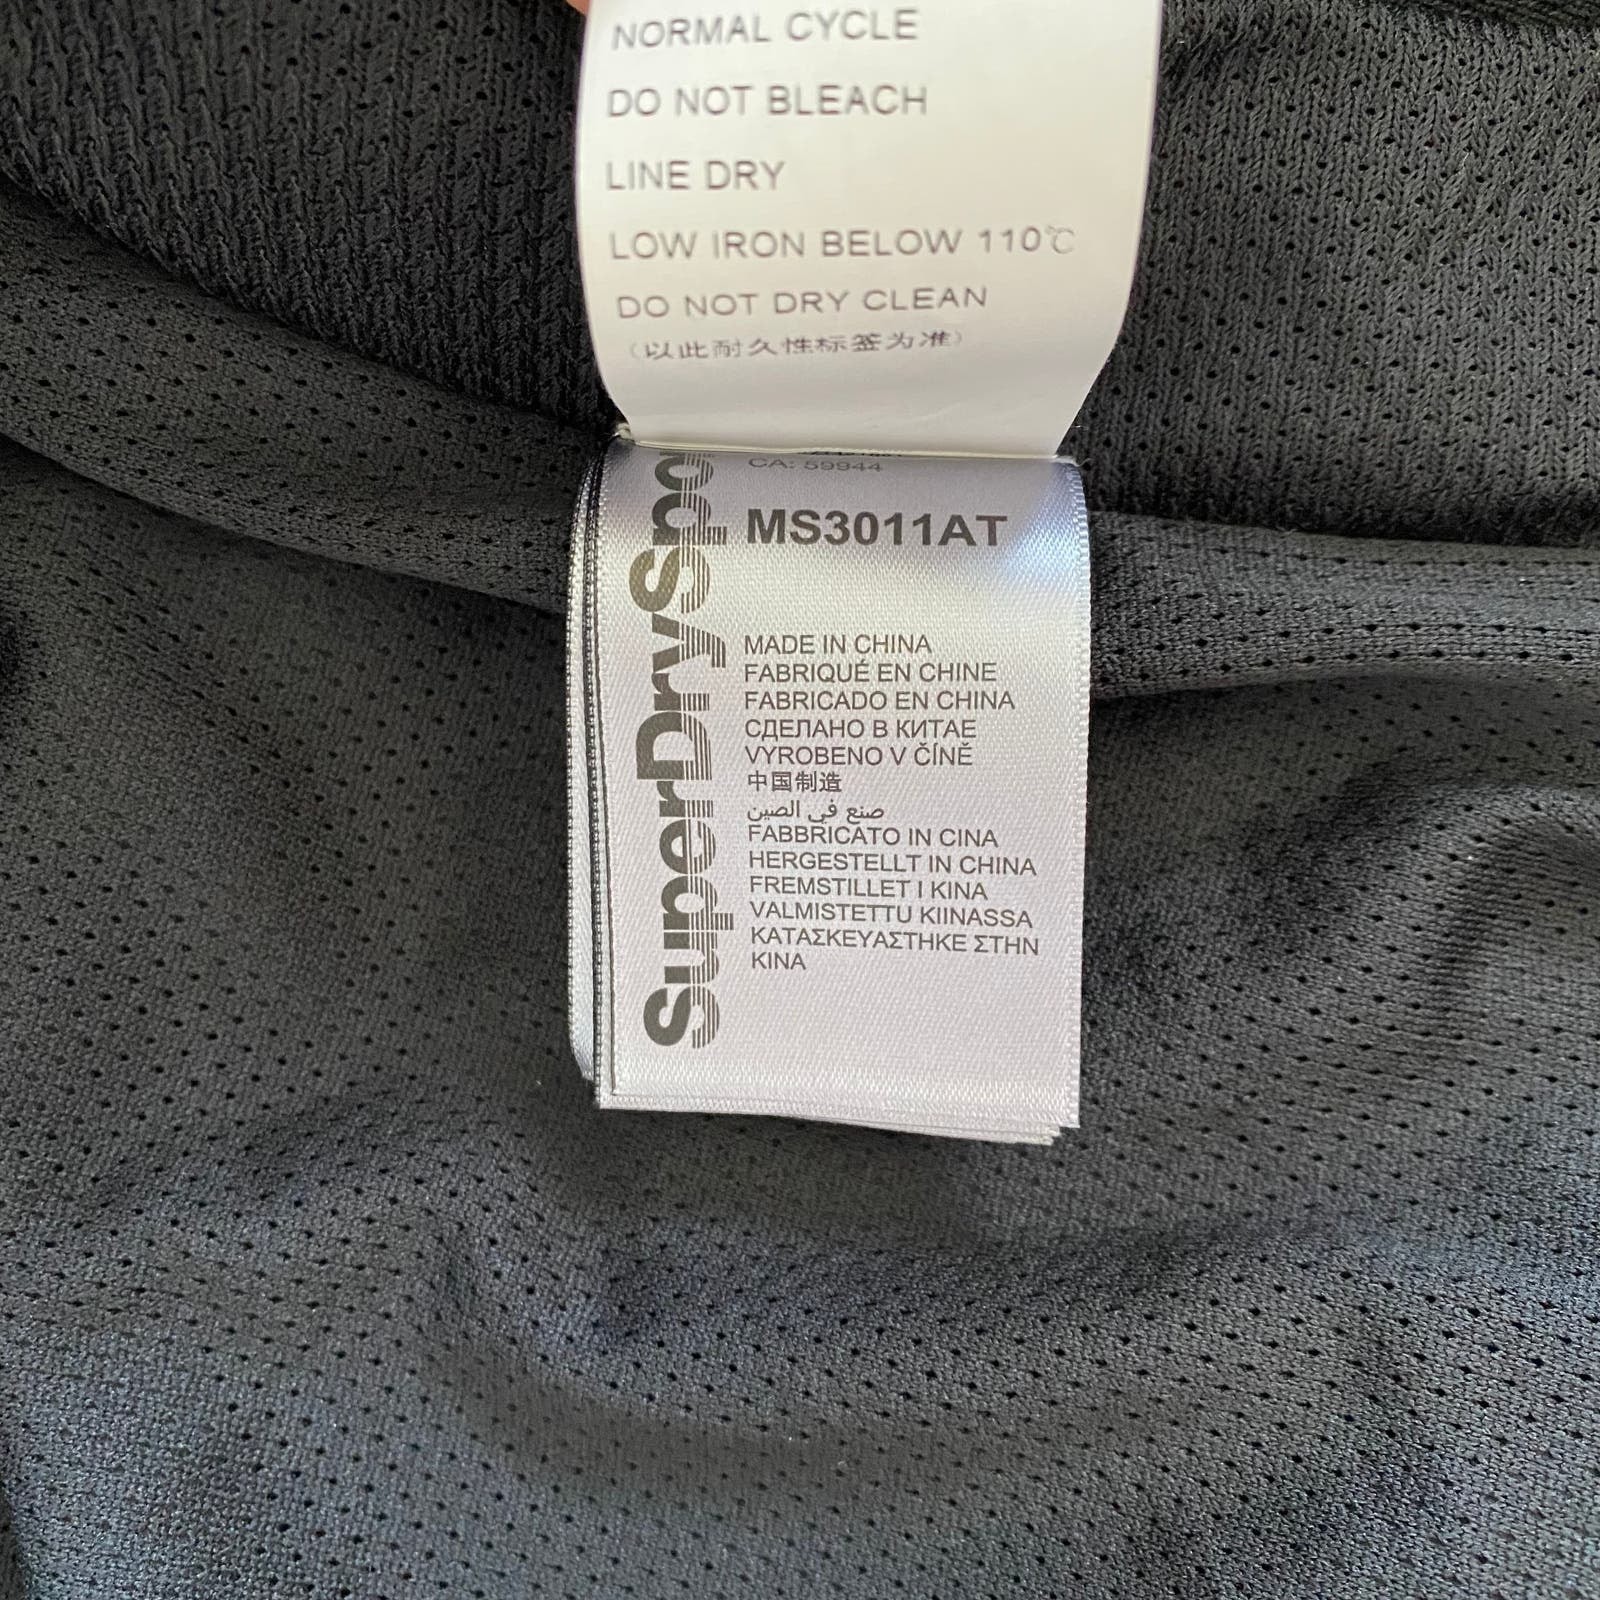 NORMAL CYCLE
DO NOT BLEACH
LINE DRY
LOW IRON BELOW 110℃
DO NOT DRY CLEAN
(以此耐久性标签为准)
CA: 59944
MS3011AT
SuperDrySpo
MADE IN CHINA
FABRIQUÉ EN CHINE
FABRICADO EN CHINA
СДЕЛАНО В КИТАЕ
VYROBENO V ČÍNĚ
中国制造
صنع في الصين
FABBRICATO IN CINA
HERGESTELLT IN CHINA
FREMSTILLET I KINA
VALMISTETTU KIINASSA
ΚΑΤΑΣΚΕΥΑΣΤΗΚΕ ΣΤΗΝ
ΚΙΝΑ